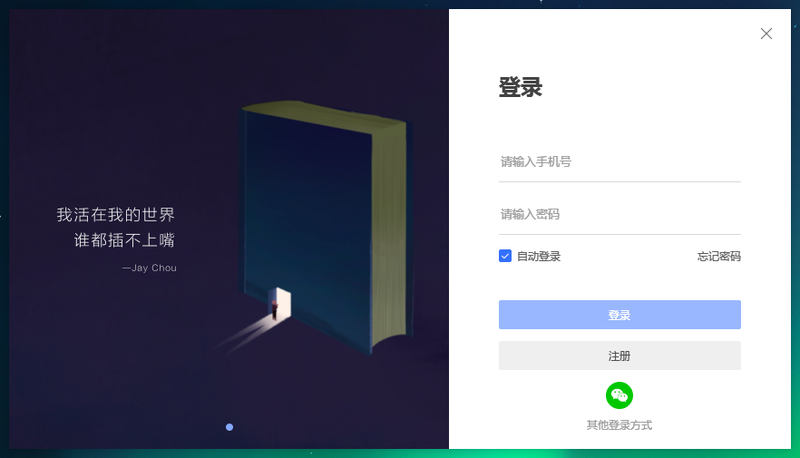 我活在我的世界
谁都插不上嘴
—Jay Chou
登录
请输入手机号
请输入密码
自动登录
忘记密码
登录
注册
其他登录方式